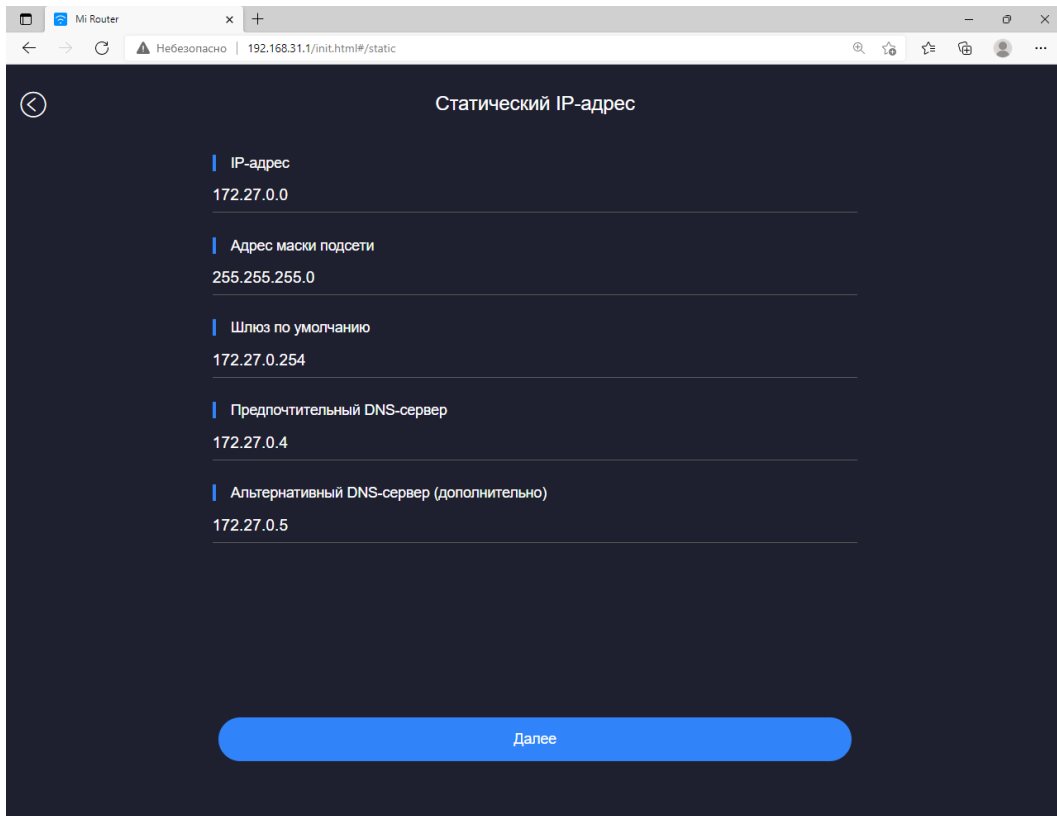 Mi Router
Небезопасно | 192.168.31.1/init.html#/static
Статический IP-адрес
IP-адрес
172.27.0.0
Адрес маски подсети
255.255.255.0
Шлюз по умолчанию
172.27.0.254
Предпочтительный DNS-сервер
172.27.0.4
Альтернативный DNS-сервер (дополнительно)
172.27.0.5
Далее